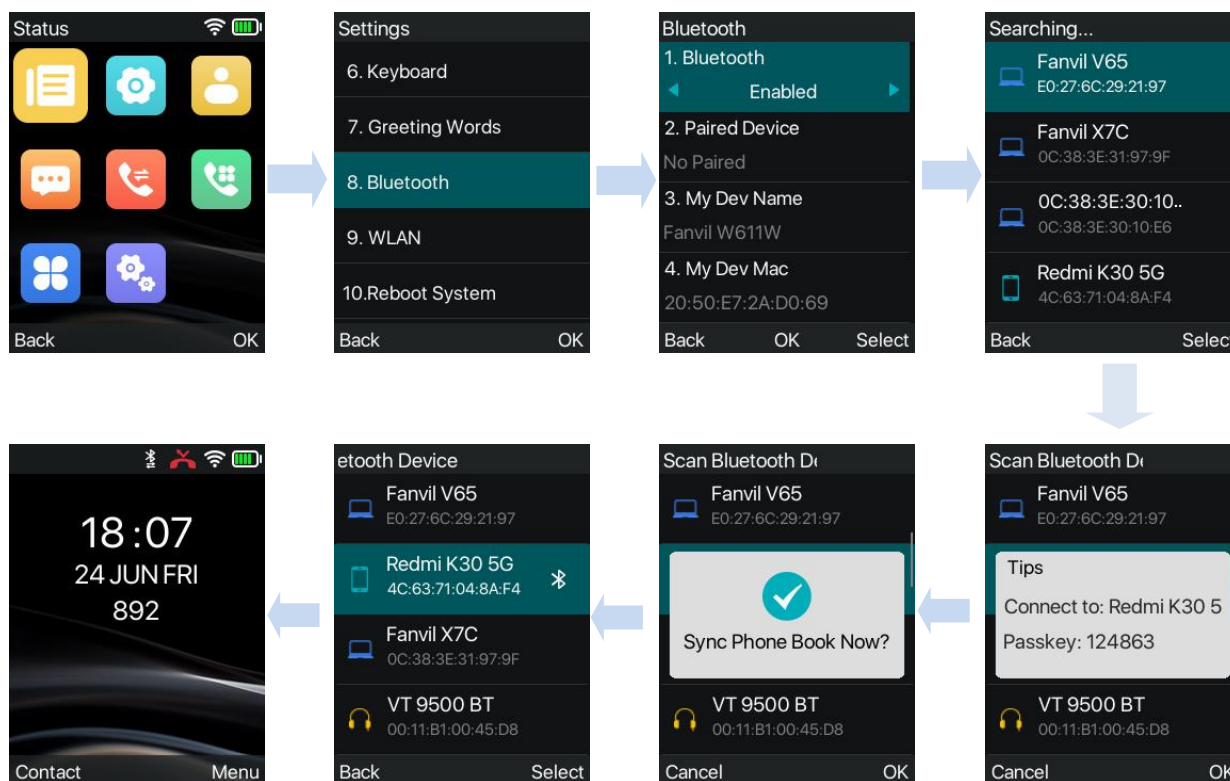 Status
Back
OK
Settings
6. Keyboard
7. Greeting Words
8. Bluetooth
9. WLAN
10.Reboot System
Back
OK
Bluetooth
1. Bluetooth
Enabled
2. Paired Device
No Paired
3. My Dev Name
Fanvil W611W
4. My Dev Mac
20:50:E7:2A:D0:69
Back
OK
Select
Searching...
Fanvil V65
E0:27:6C:29:21:97
Fanvil X7C
0C:38:3E:31:97:9F
0C:38:3E:30:10..
0C:38:3E:30:10:E6
Redmi K30 5G
4C:63:71:04:8A:F4
Back
Selec
Scan Bluetooth De
Fanvil V65
E0:27:6C:29:21:97
Tips
Connect to: Redmi K30 5
Passkey: 124863
VT 9500 BT
00:11:B1:00:45:D8
Cancel
OK
Scan Bluetooth De
Fanvil V65
E0:27:6C:29:21:97
Sync Phone Book Now?
VT 9500 BT
00:11:B1:00:45:D8
Cancel
OK
etooth Device
Fanvil V65
E0:27:6C:29:21:97
Redmi K30 5G
4C:63:71:04:8A:F4
Fanvil X7C
0C:38:3E:31:97:9F
VT 9500 BT
00:11:B1:00:45:D8
Back
Select
18:07
24 JUN FRI
892
Contact
Menu